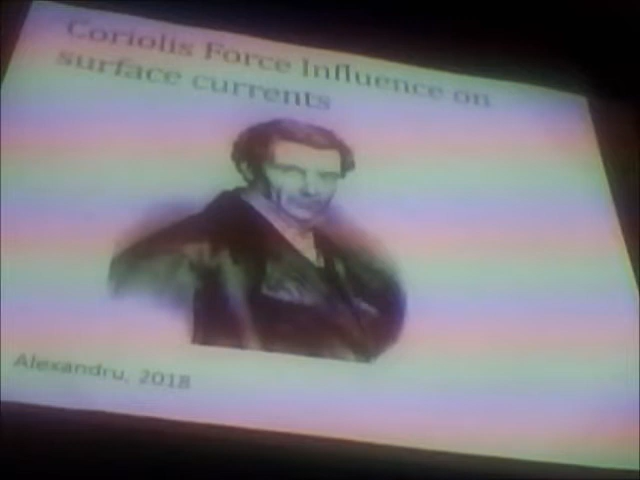 Coriolis Force Influence on
surface currents
Alexandru, 2018